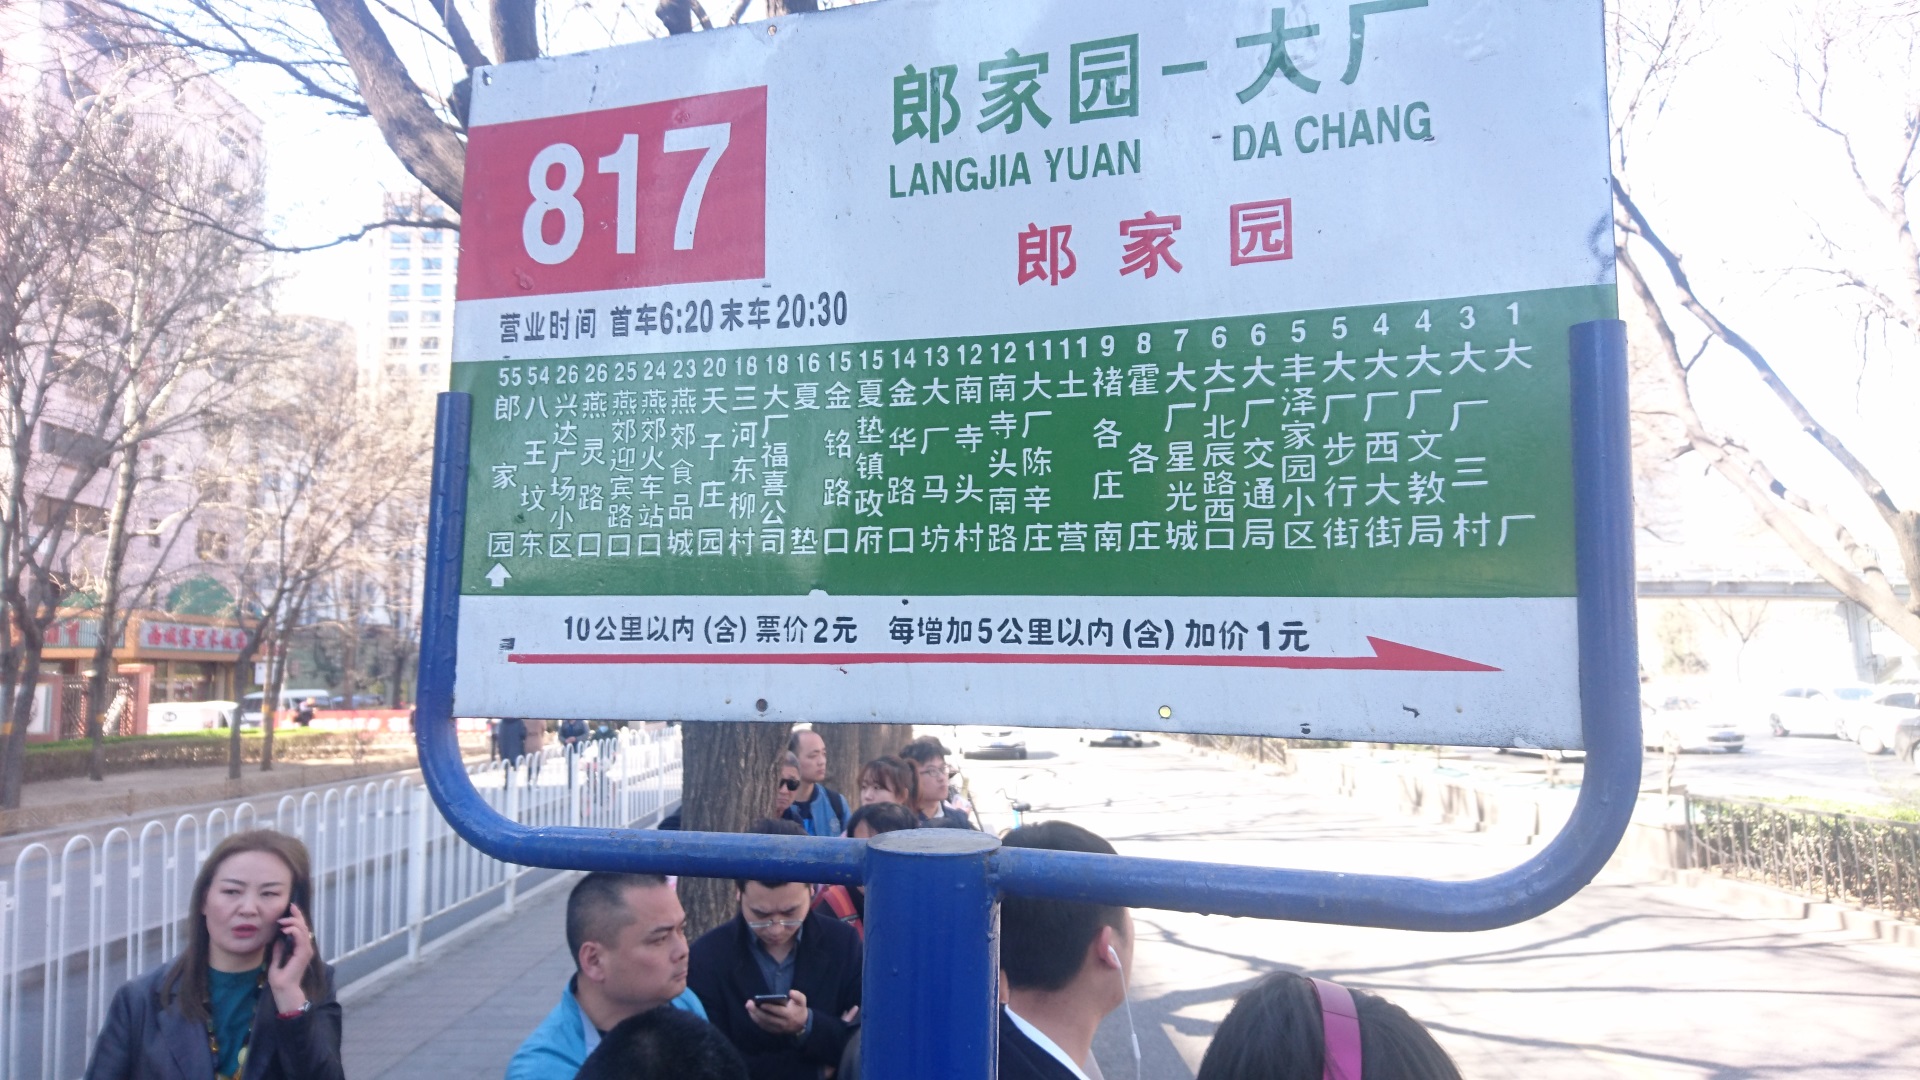 817
郎家园－大厂
LANGJIA YUAN - DA CHANG
郎家园
营业时间 首车6:20 末车20:30
55 54 26 26 25 24 23 20 18 18 16 15 15 14 13 12 12 11 11 9 8 7 6 6 5 5 4 4 3 1
郎家园
八王坟东
兴达广场小区
燕灵路口
燕郊迎宾路口
燕郊火车站口
燕郊食品城
天子庄园
三河东柳村
大厂福喜公司
夏垫
金铭路口
夏垫镇政府
金华路口
大厂马坊
南寺头村
南寺头南路
大厂陈辛庄
土营
褚各庄南
霍各庄
大厂星光城
大厂北辰路西口
大厂交通局
丰泽家园小区
大厂步行街
大厂西大街
大厂文教局
大厂三村
大厂
10公里以内(含)票价2元 每增加5公里以内(含)加价1元